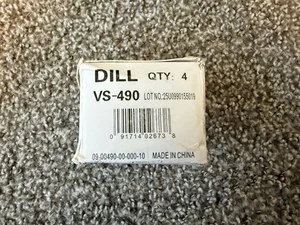 DILL QTY: 4
VS-490 LOT NO.:25U0990155019
0 91714 02673 8
09-00490-00-000-10 MADE IN CHINA